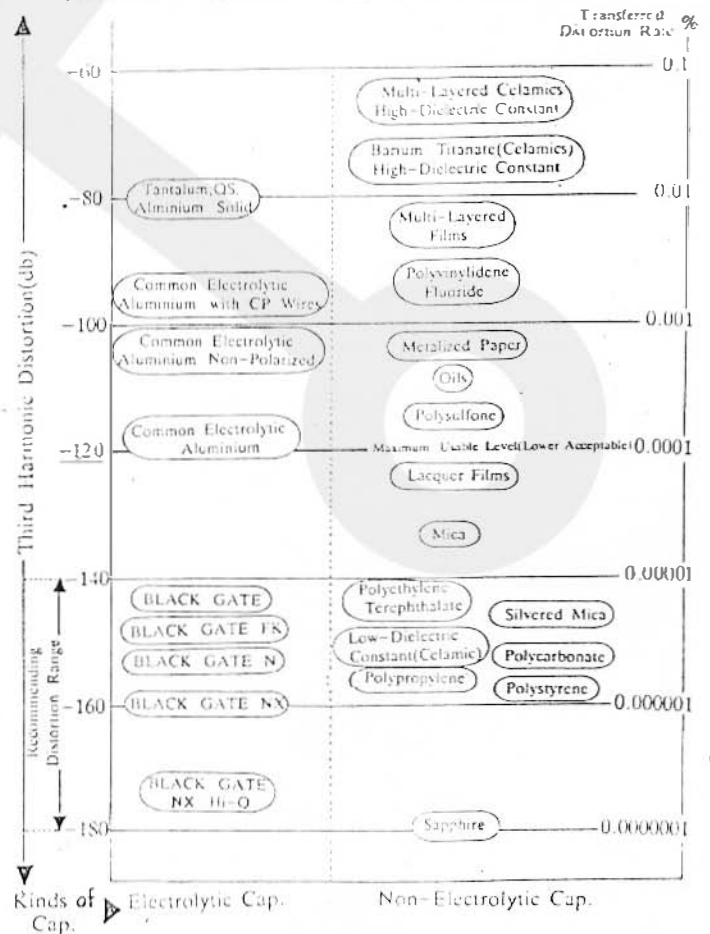 Transferred %
Distortion Rate
-60
0.1
Multi-Layered Celamics
High-Dielectric Constant
Barium Titanate(Celamics)
High-Dielectric Constant
Tantalum,QS.
Alminium Solid
-80
0.01
Multi-Layered
Films
Common Electrolytic
Aluminium with CP Wires
Polyvinylidene
Fluoride
-100
0.001
Common Electrolytic
Aluminium Non-Polarized
Metalized Paper
Oils
Polysulfone
Common Electrolytic
Aluminium
-120
Maximum Usable Level(Lower Acceptable)
0.0001
Lacquer Films
Mica
Third Harmonic Distortion(db)
-140
0.00001
BLACK GATE
Polyethylene
Terephthalate
Silvered Mica
BLACK GATE FK
Low-Dielectric
Constant(Celamic)
BLACK GATE N
Polycarbonate
Polypropylene
Polystyrene
BLACK GATE NX
-160
0.000001
Recommending
Distortion Range
BLACK GATE
NX Hi-Q
Sapphire
-180
0.0000001
Kinds of
Cap.
Electrolytic Cap.
Non-Electrolytic Cap.